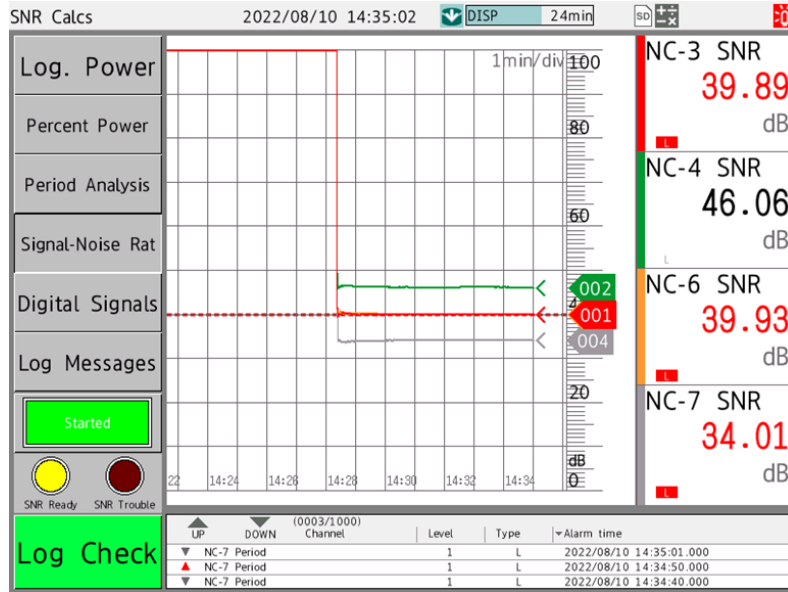 SNR Calcs 2022/08/10 14:35:02 DISP 24min SD
Log. Power
Percent Power
Period Analysis
Signal-Noise Rat
Digital Signals
Log Messages
Started
SNR Ready SNR Trouble
Log Check
1min/div
100
80
60
002
4
001
004
20
dB
0
22 14:24 14:26 14:28 14:30 14:32 14:34
NC-3 SNR
39.89
dB
L
NC-4 SNR
46.06
dB
L
NC-6 SNR
39.93
dB
L
NC-7 SNR
34.01
dB
L
(0003/1000)
UP DOWN Channel Level Type Alarm time
NC-7 Period 1 L 2022/08/10 14:35:01.000
NC-7 Period 1 L 2022/08/10 14:34:50.000
NC-7 Period 1 L 2022/08/10 14:34:40.000